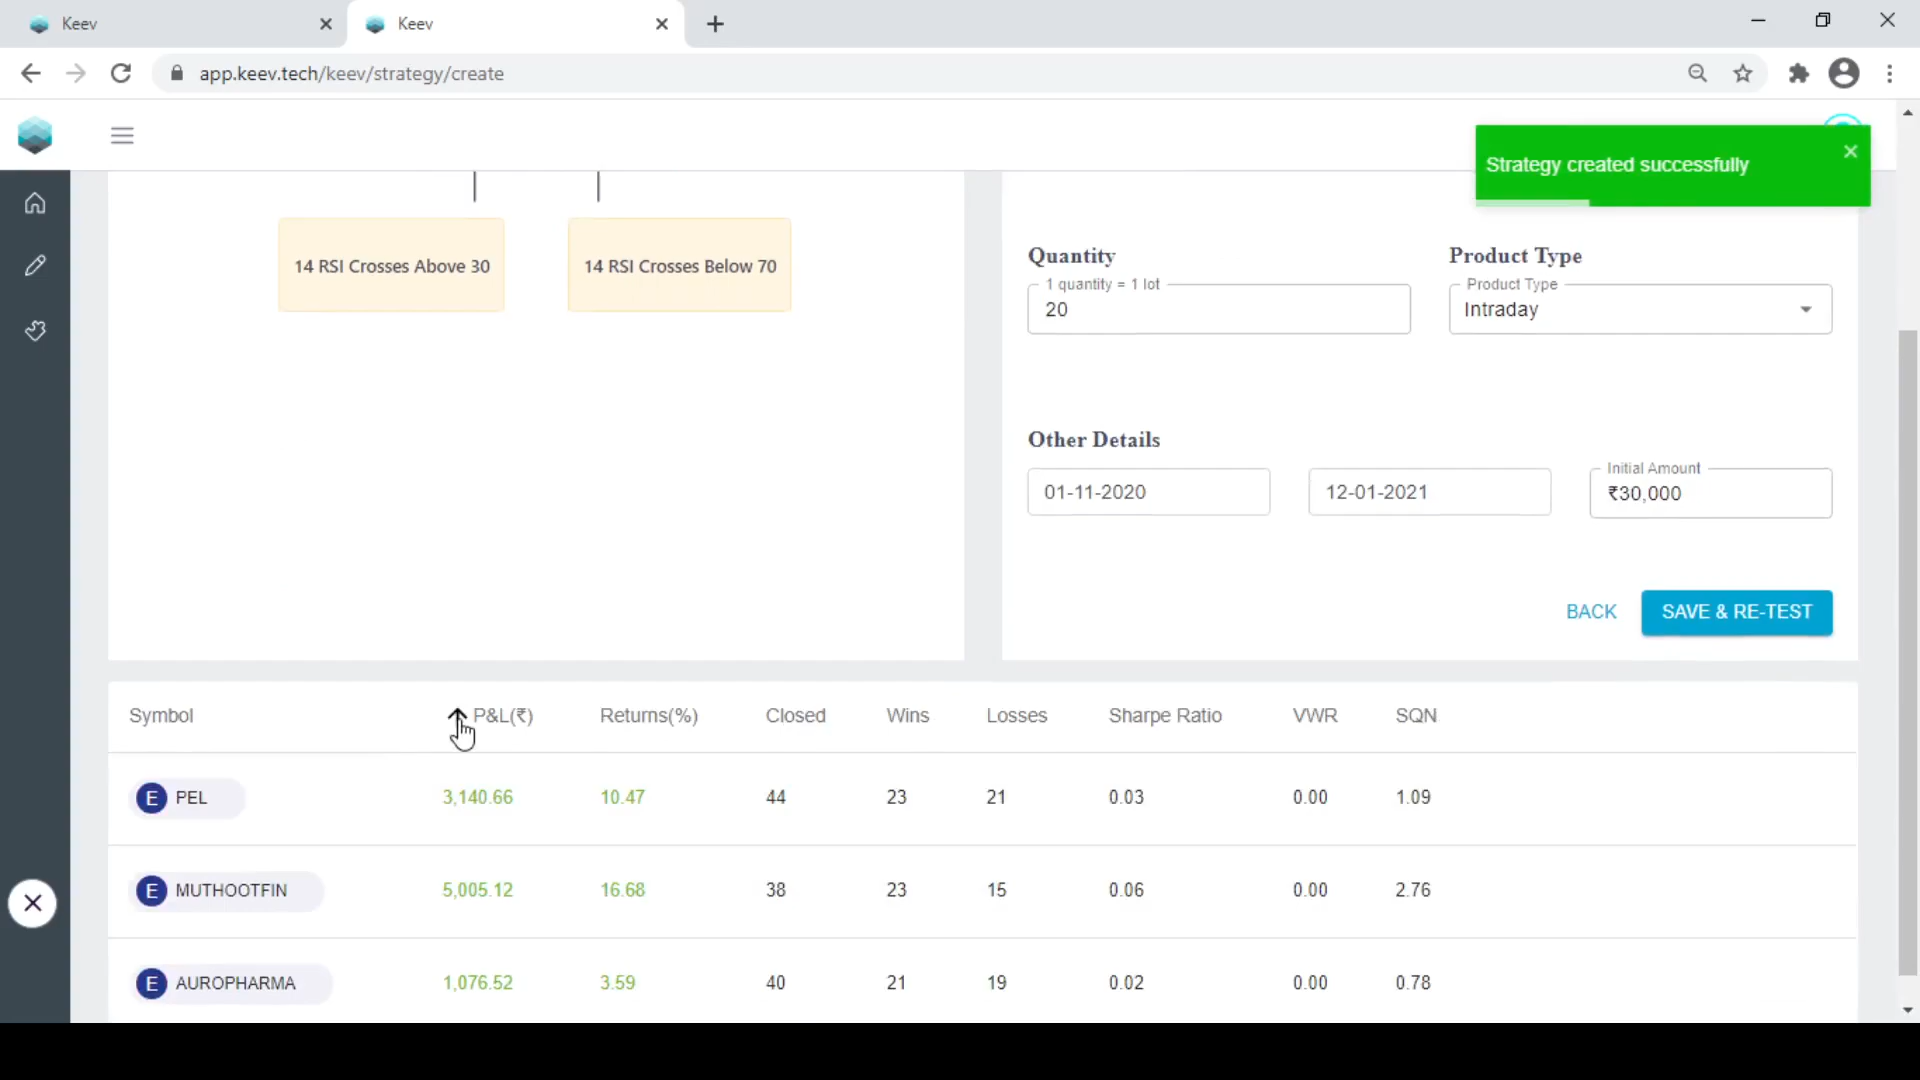 Keev
Keev
app.keev.tech/keev/strategy/create
Strategy created successfully
14 RSI Crosses Above 30
14 RSI Crosses Below 70
Quantity
Product Type
1 quantity = 1 lot
20
Product Type
Intraday
Other Details
01-11-2020
12-01-2021
Initial Amount
₹30,000
BACK
SAVE & RE-TEST
Symbol P&L(₹) Returns(%) Closed Wins Losses Sharpe Ratio VWR SQN
E PEL 3,140.66 10.47 44 23 21 0.03 0.00 1.09
E MUTHOOTFIN 5,005.12 16.68 38 23 15 0.06 0.00 2.76
E AUROPHARMA 1,076.52 3.59 40 21 19 0.02 0.00 0.78